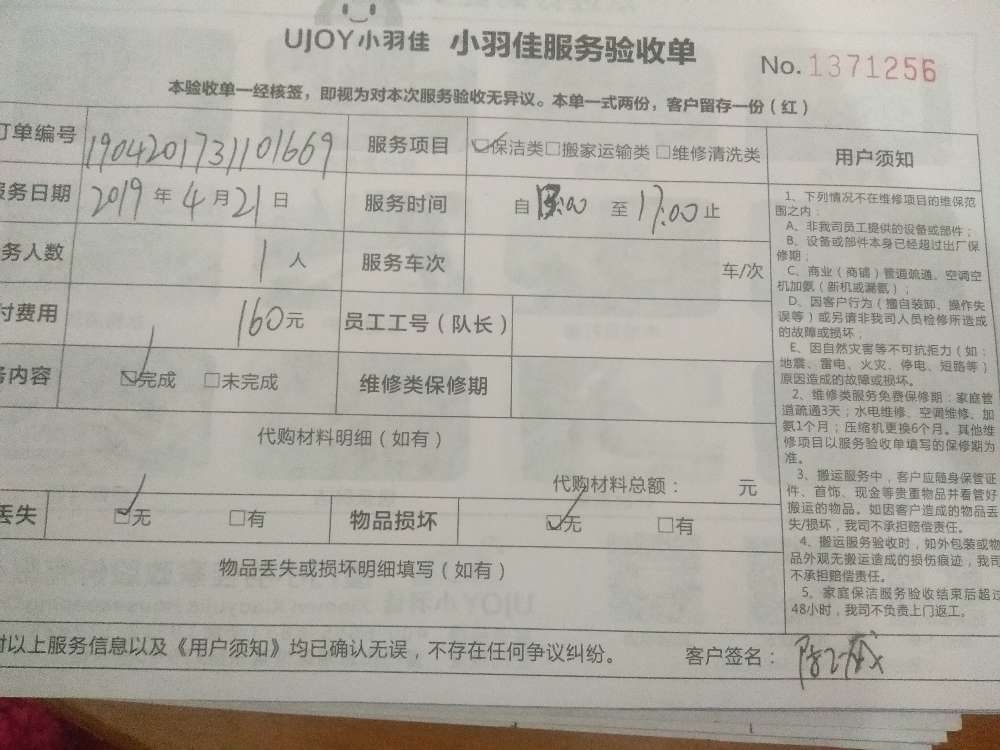 UJOY小羽佳 小羽佳服务验收单
No. 1371256
本验收单一经核签，即视为对本次服务验收无异议。本单一式两份，客户留存一份（红）
订单编号 1904201731101669 服务项目 ☑保洁类□搬家运输类 □维修清洗类
服务日期 2019 年 4 月 21 日 服务时间 自 13:00 至 17:00 止
务人数 1 人 服务车次 车/次
付费用 160元 员工工号（队长）
务内容 ☑完成 □未完成 维修类保修期
代购材料明细（如有）
代购材料总额： 元
丢失 ☑无 □有 物品损坏 ☑无 □有
物品丢失或损坏明细填写（如有）
用户须知
1、下列情况不在维修项目的维保范
围之内：
A、非我司员工提供的设备或部件；
B、设备或部件本身已经超过出厂保
修期；
C、商业（商铺）管道疏通、空调空
机加氨（新机或漏氨）；
D、因客户行为（擅自装卸、操作失
误等）或另请非我司人员检修所造成
的故障或损坏；
E、因自然灾害等不可抗拒力（如：
地震、雷电、火灾、停电、短路等）
原因造成的故障或损坏。
2、维修类服务免费保修期：家庭管
道疏通3天；水电维修、空调维修、加
氨1个月；压缩机更换6个月。其他维
修项目以服务验收单填写的保修期为
准。
3、搬运服务中，客户应随身保管证
件、首饰、现金等贵重物品并看管好
搬运的物品。如因客户造成的物品丢
失/损坏，我司不承担赔偿责任。
4、搬运服务验收时，如外包装或物
品外观无搬运造成的损伤痕迹，我司
不承担赔偿责任。
5、家庭保洁服务验收结束后超过
48小时，我司不负责上门返工。
对以上服务信息以及《用户须知》均已确认无误，不存在任何争议纠纷。 客户签名：